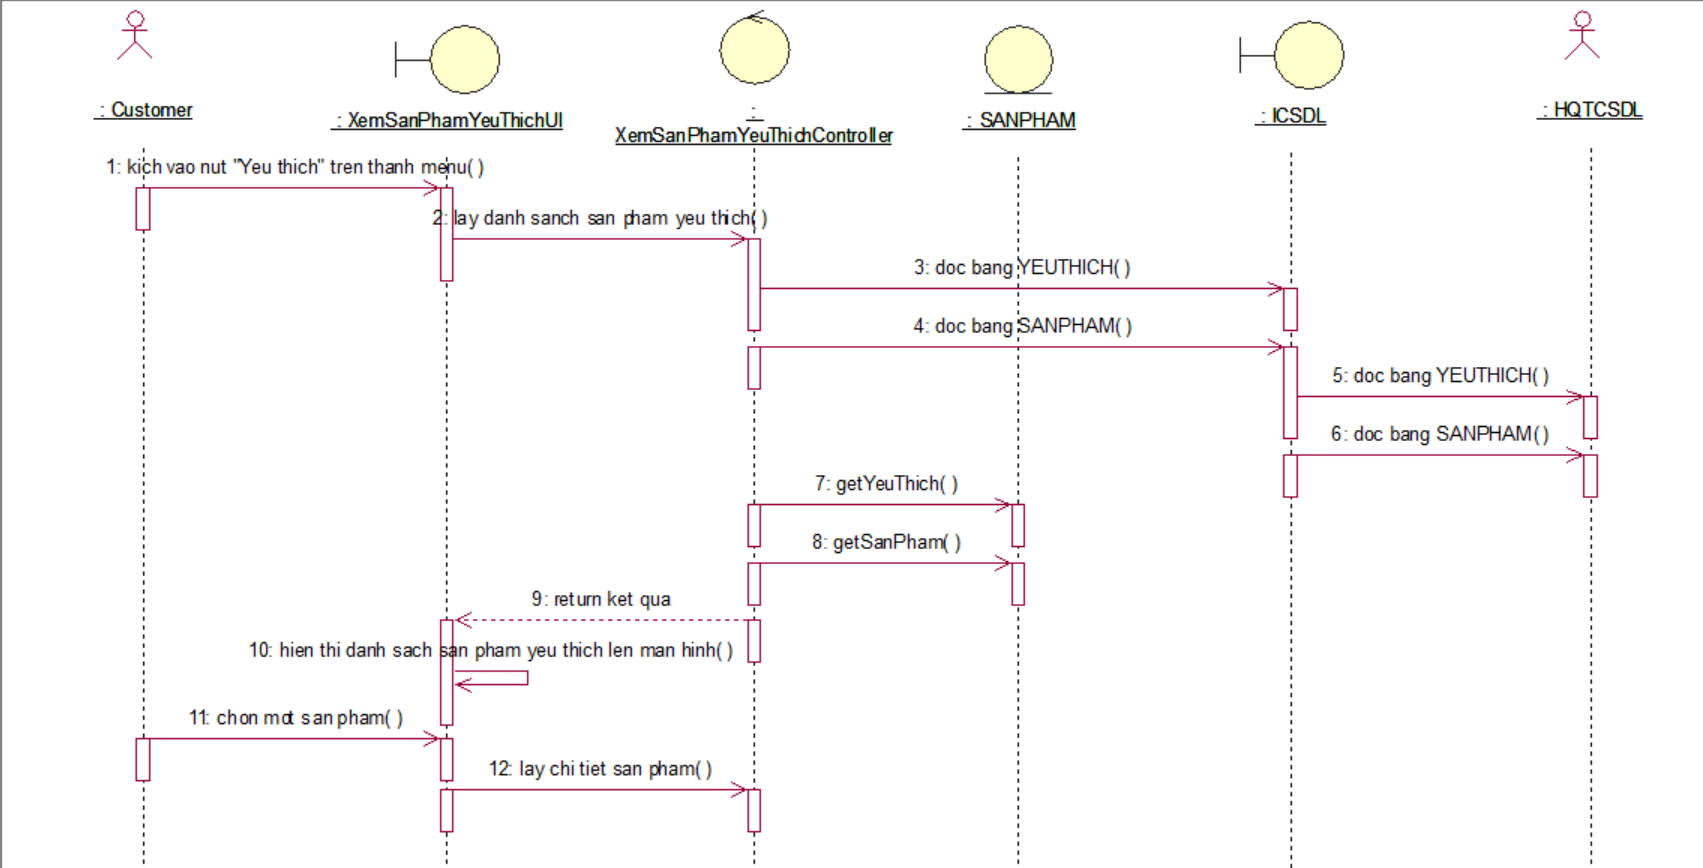 : Customer
: XemSanPhamYeuThichUI
:
XemSanPhamYeuThichController
: SANPHAM
: ICSDL
: HQTCSDL
1: kich vao nut "Yeu thich" tren thanh menu( )
2: lay danh sanch san pham yeu thich( )
3: doc bang YEUTHICH( )
4: doc bang SANPHAM( )
5: doc bang YEUTHICH( )
6: doc bang SANPHAM( )
7: getYeuThich( )
8: getSanPham( )
9: return ket qua
10: hien thi danh sach san pham yeu thich len man hinh( )
11: chon mot san pham( )
12: lay chi tiet san pham( )